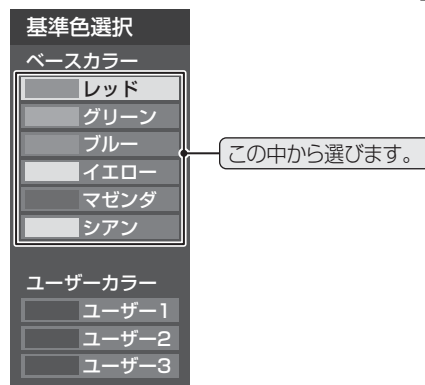 基準色選択
ベースカラー
レッド
グリーン
ブルー
イエロー
マゼンダ
シアン
この中から選びます。
ユーザーカラー
ユーザー1
ユーザー2
ユーザー3